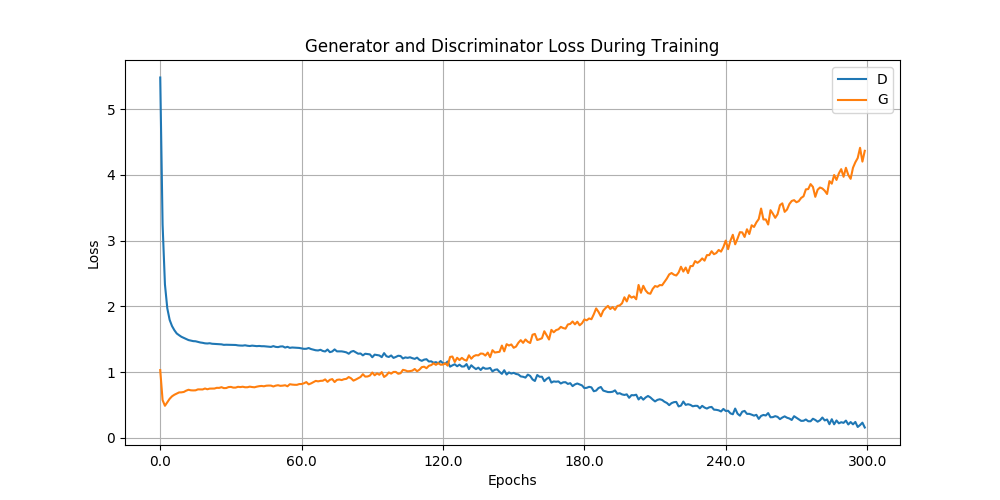 Generator and Discriminator Loss During Training
D
G
5
4
3
2
1
0
Loss
0.0 60.0 120.0 180.0 240.0 300.0
Epochs